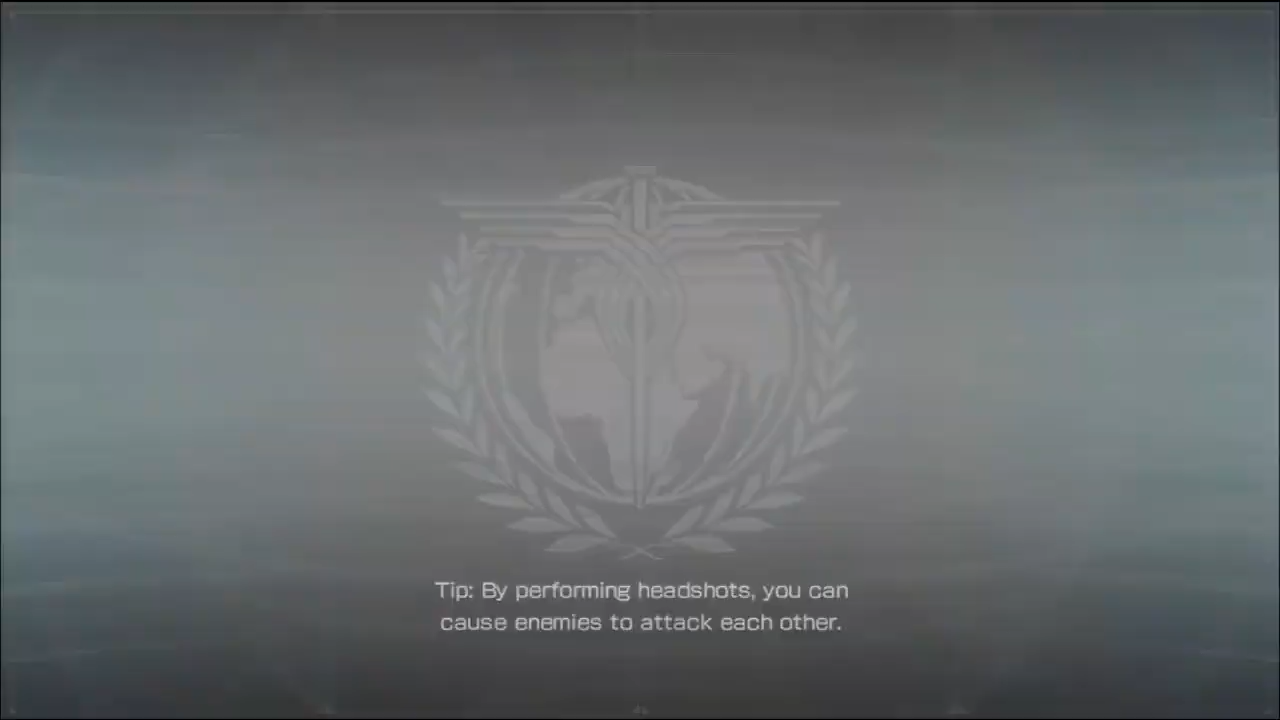 Tip: By performing headshots, you can
cause enemies to attack each other.